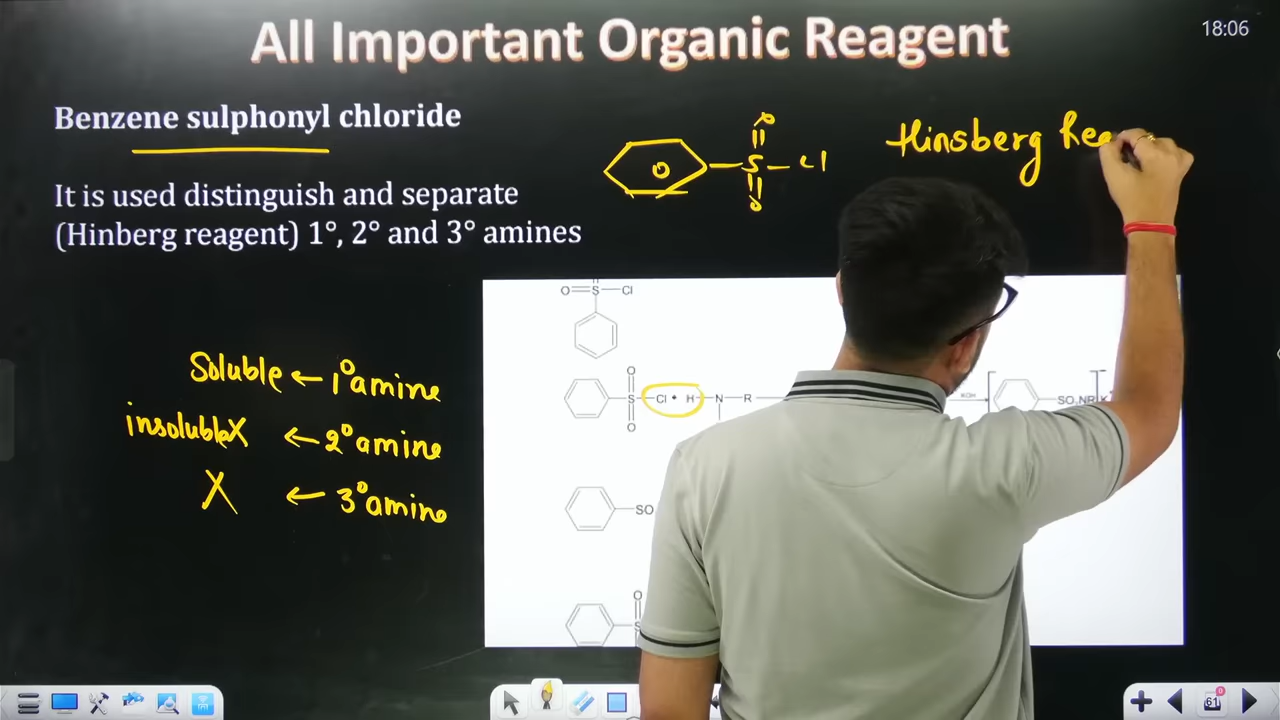 All Important Organic Reagent
18:06
Benzene sulphonyl chloride
It is used distinguish and separate
(Hinberg reagent) 1°, 2° and 3° amines
O
S - Cl
O
Hinsberg Rea
O=S-Cl
Soluble ← 1° amine
insoluble X ← 2° amine
X ← 3° amine
O
S-Cl • H-N-R
O
KOH
SO
O
S
61